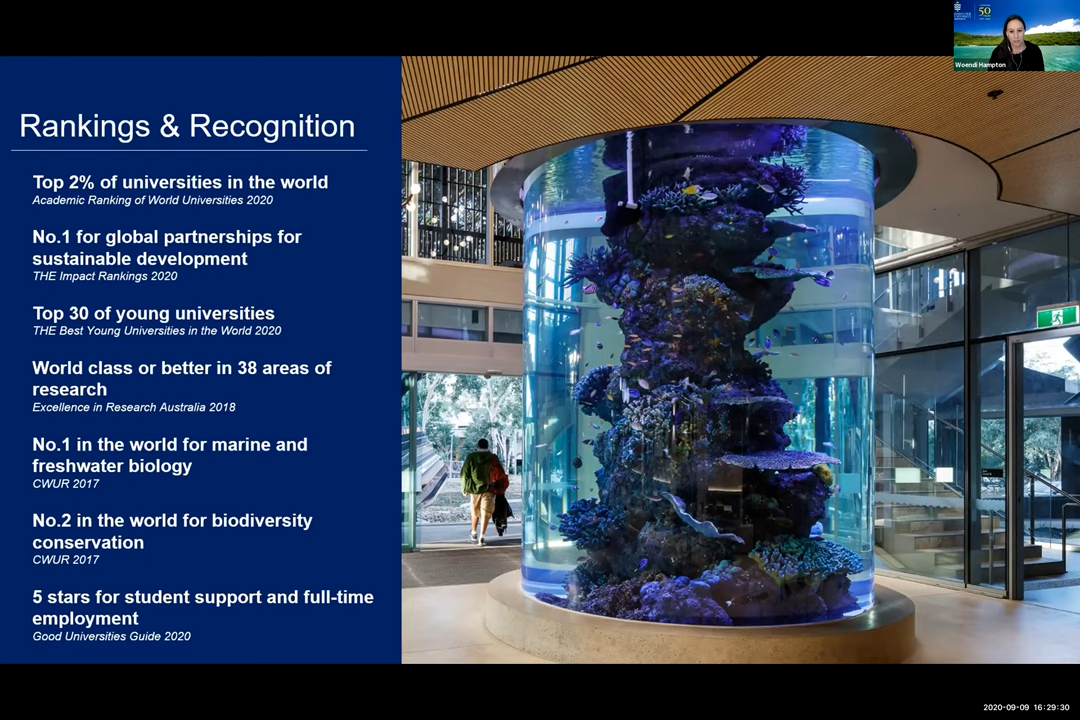 50
Woendi Hampton
Rankings & Recognition
Top 2% of universities in the world
Academic Ranking of World Universities 2020
No.1 for global partnerships for
sustainable development
THE Impact Rankings 2020
Top 30 of young universities
THE Best Young Universities in the World 2020
World class or better in 38 areas of
research
Excellence in Research Australia 2018
No.1 in the world for marine and
freshwater biology
CWUR 2017
No.2 in the world for biodiversity
conservation
CWUR 2017
5 stars for student support and full-time
employment
Good Universities Guide 2020
2020-09-09 16:29:30